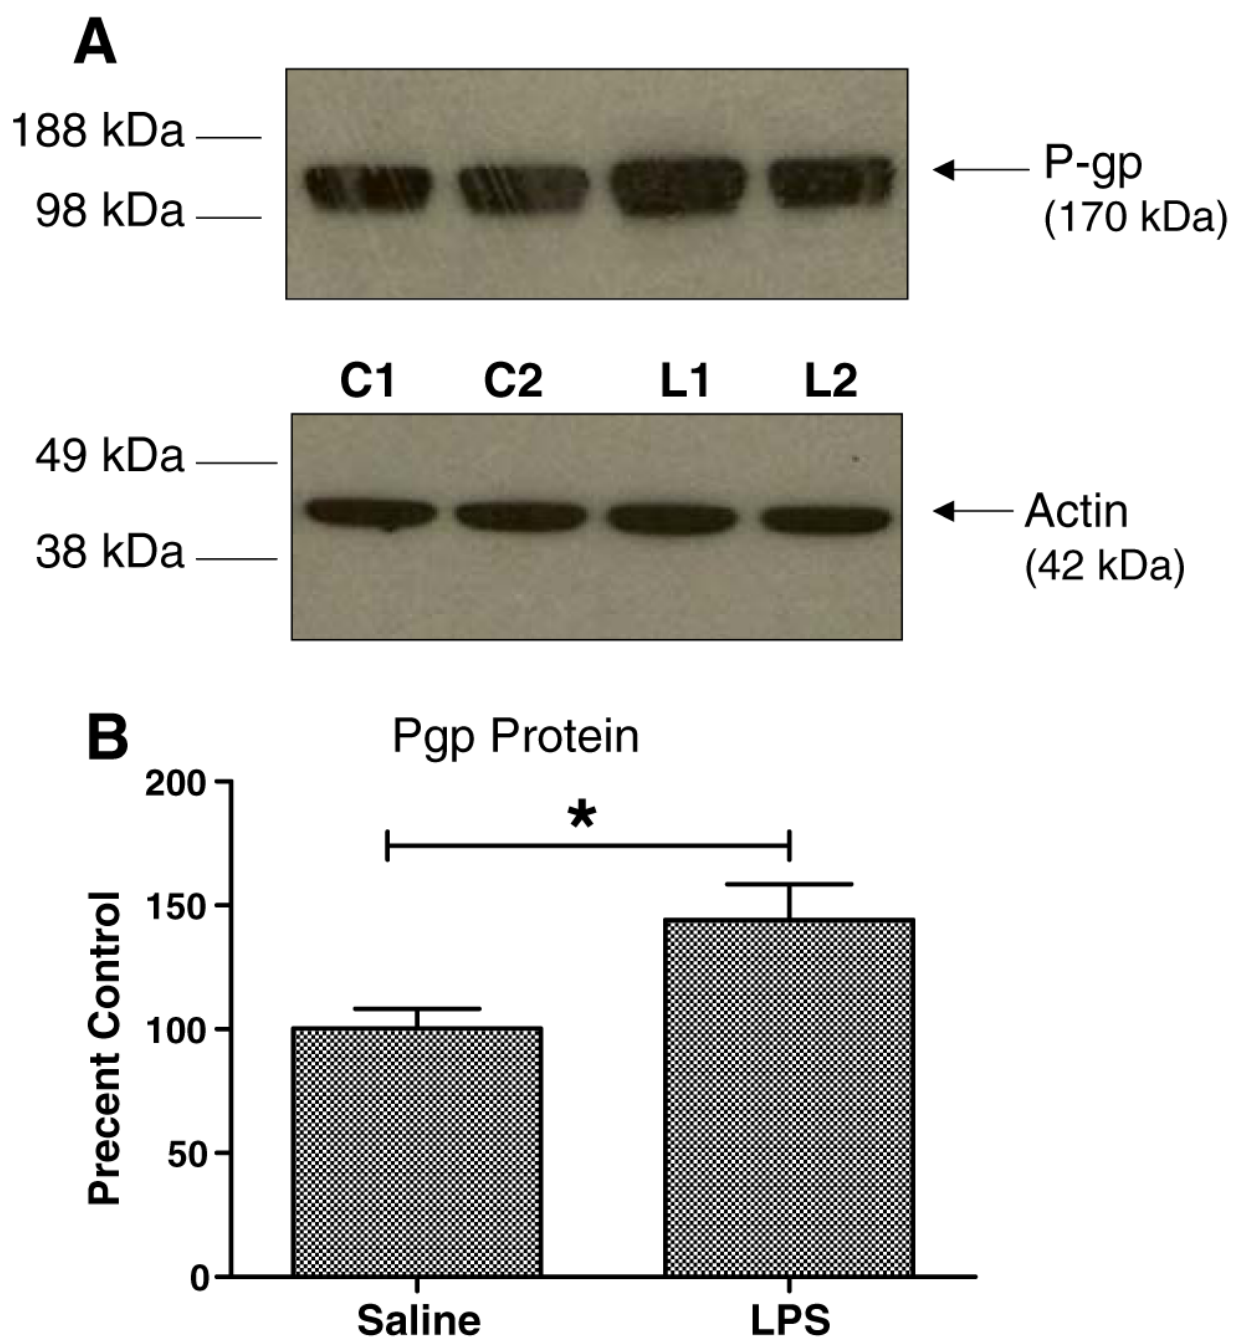 A
188 kDa
98 kDa
P-gp
(170 kDa)
C1 C2 L1 L2
49 kDa
38 kDa
Actin
(42 kDa)
B
Pgp Protein
200
150
100
50
0
Precent Control
*
Saline LPS